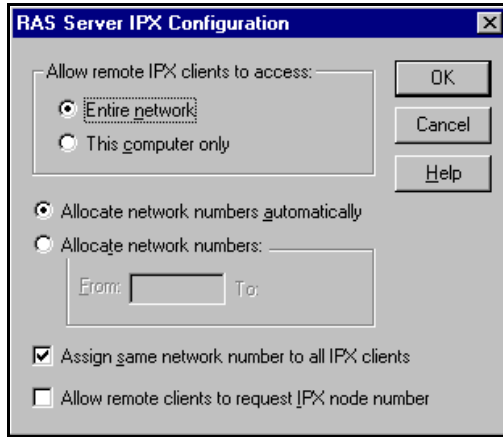 RAS Server IPX Configuration
Allow remote IPX clients to access:
Entire network
This computer only
OK
Cancel
Help
Allocate network numbers automatically
Allocate network numbers:
From: To:
Assign same network number to all IPX clients
Allow remote clients to request IPX node number